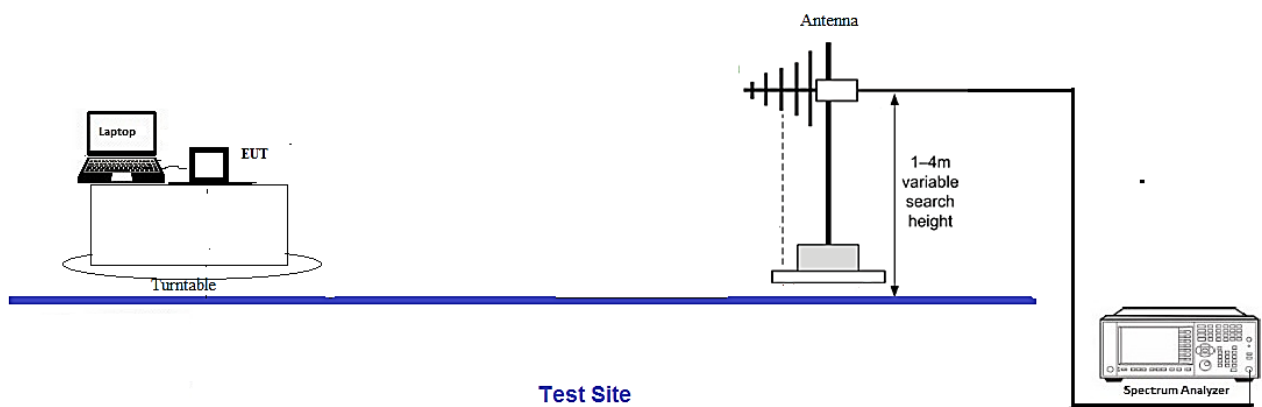 Antenna
Laptop
EUT
1–4m
variable
search
height
Turntable
Spectrum Analyzer
Test Site